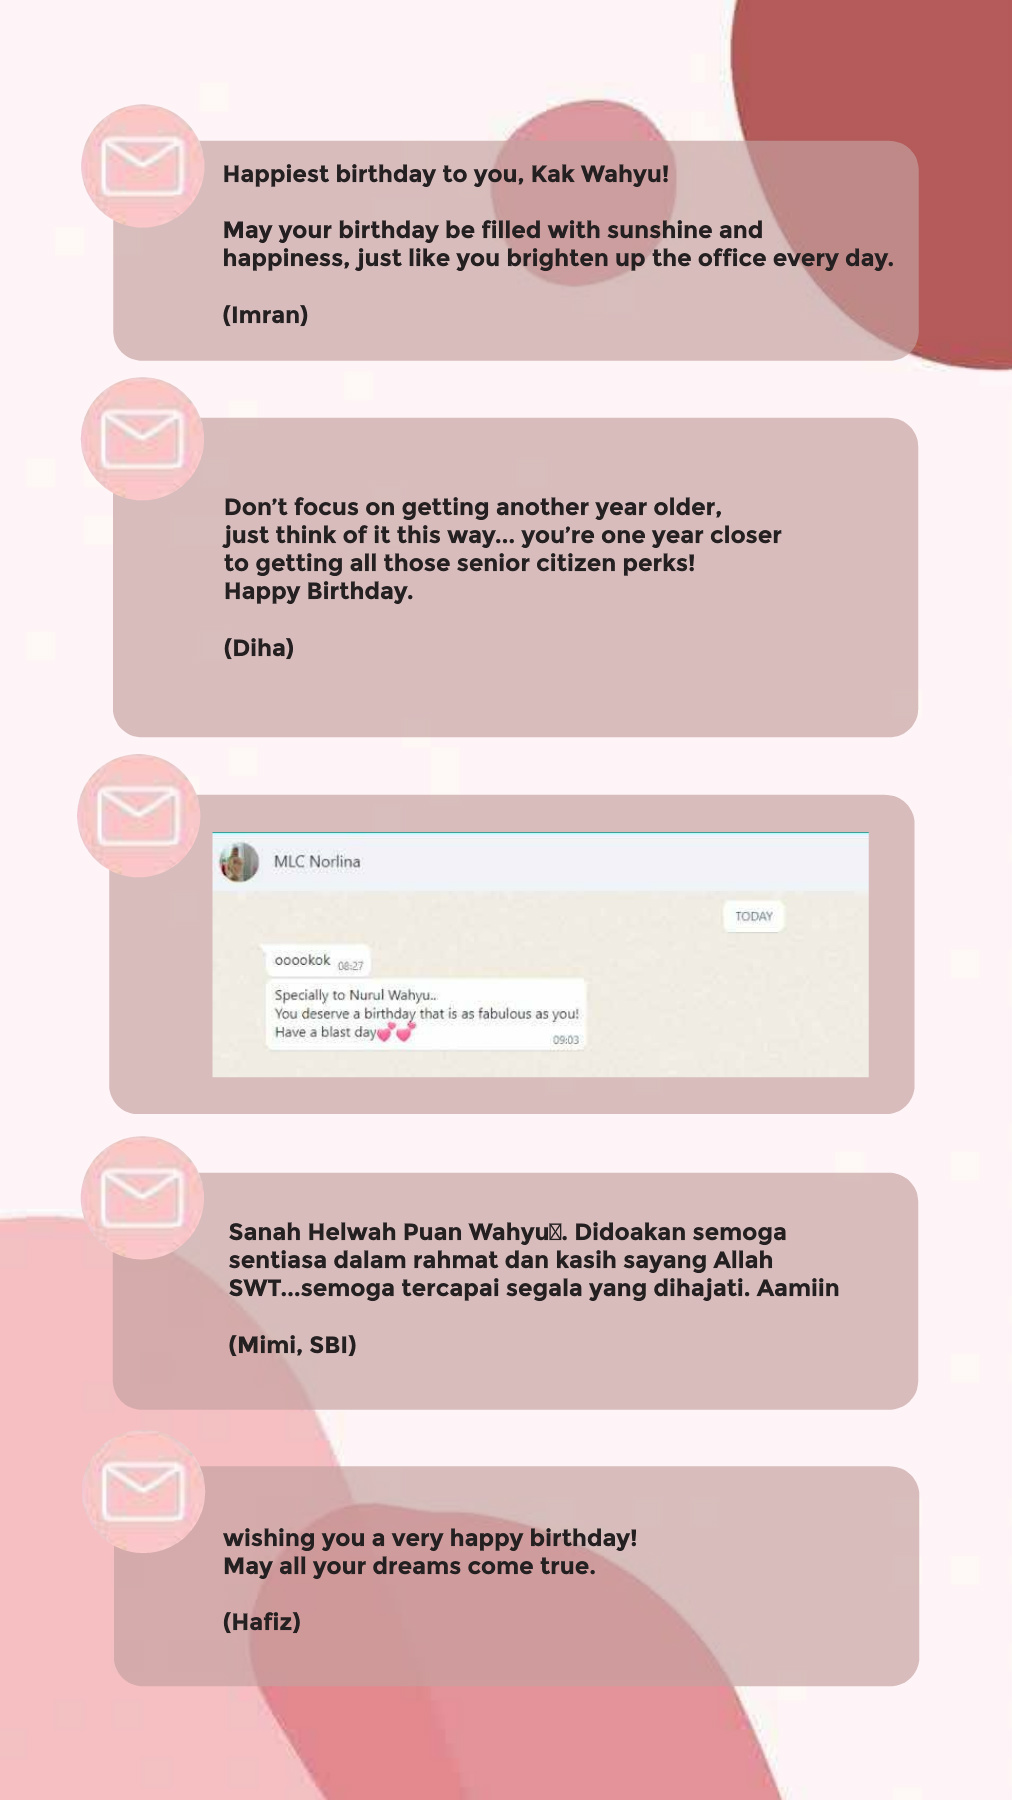 Happiest birthday to you, Kak Wahyu!
May your birthday be filled with sunshine and
happiness, just like you brighten up the office every day.
(Imran)
Don’t focus on getting another year older,
just think of it this way... you’re one year closer
to getting all those senior citizen perks!
Happy Birthday.
(Diha)
MLC Norlina
TODAY
ooookok 08:27
Specially to Nurul Wahyu..
You deserve a birthday that is as fabulous as you!
Have a blast day💕💕
09:03
Sanah Helwah Puan Wahyu. Didoakan semoga
sentiasa dalam rahmat dan kasih sayang Allah
SWT...semoga tercapai segala yang dihajati. Aamiin
(Mimi, SBI)
wishing you a very happy birthday!
May all your dreams come true.
(Hafiz)